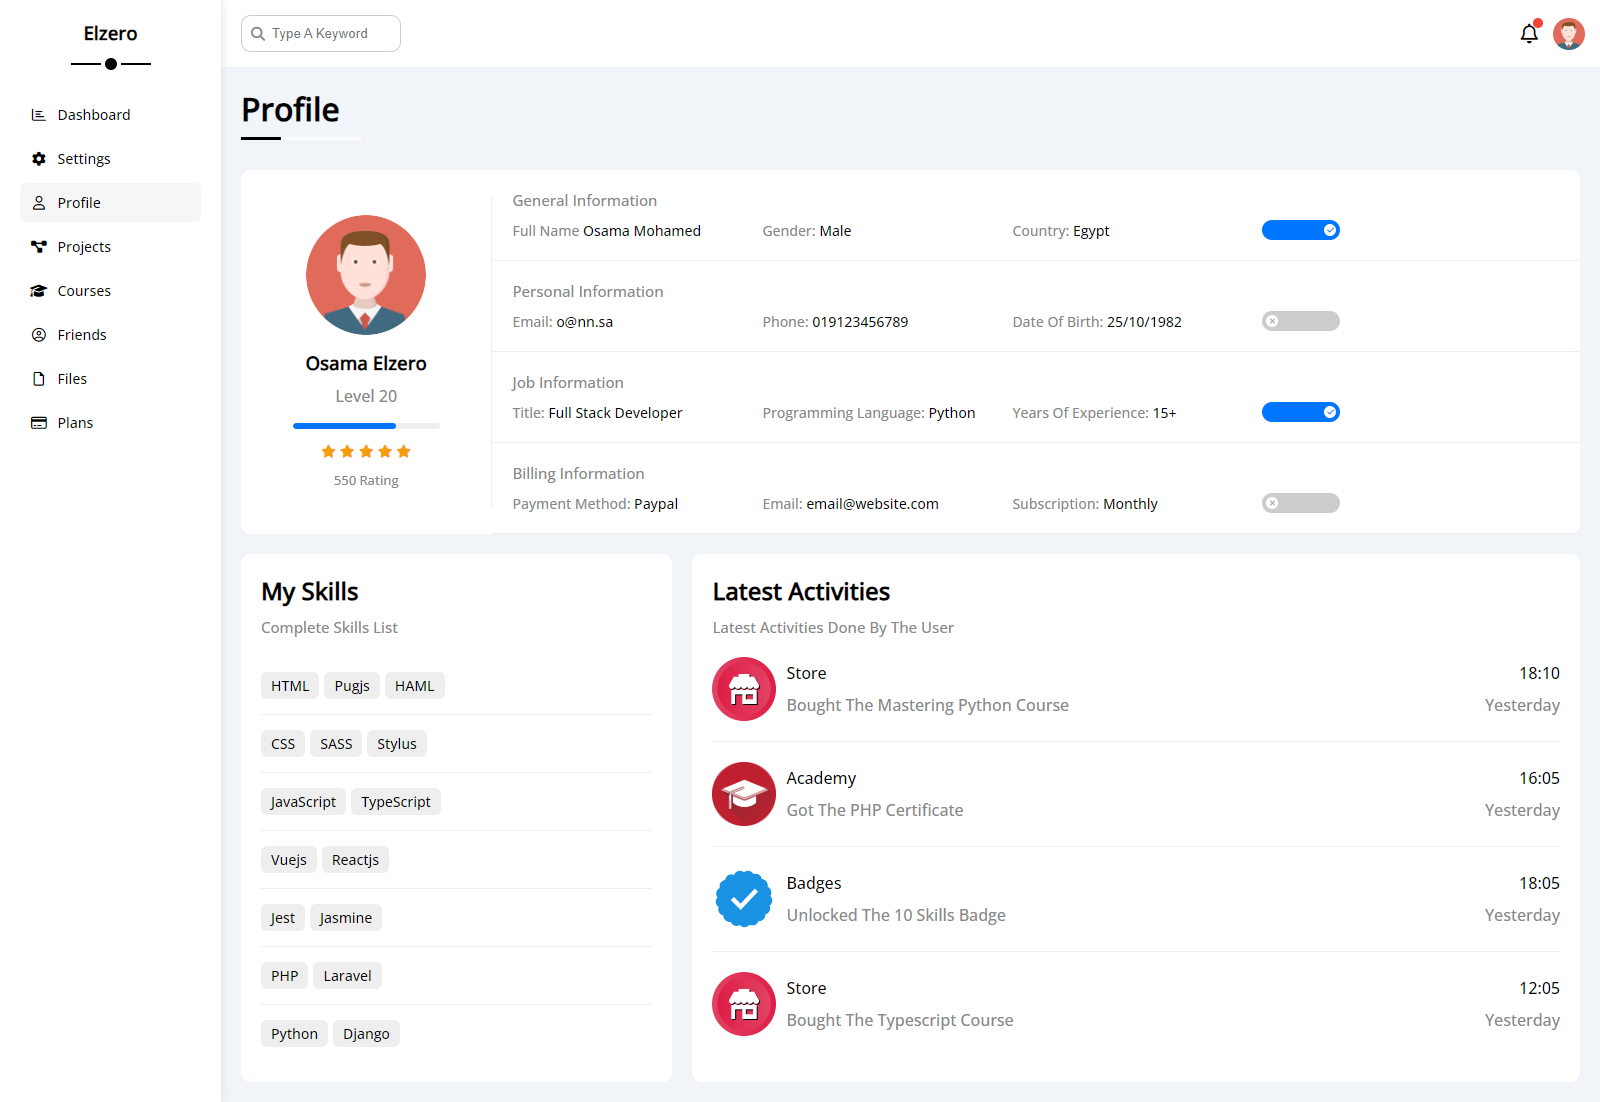 Elzero
Type A Keyword
Dashboard
Settings
Profile
Projects
Courses
Friends
Files
Plans
Profile
Osama Elzero
Level 20
550 Rating
General Information
Full Name Osama Mohamed Gender: Male Country: Egypt
Personal Information
Email: o@nn.sa Phone: 019123456789 Date Of Birth: 25/10/1982
Job Information
Title: Full Stack Developer Programming Language: Python Years Of Experience: 15+
Billing Information
Payment Method: Paypal Email: email@website.com Subscription: Monthly
My Skills
Complete Skills List
HTML Pugjs HAML
CSS SASS Stylus
JavaScript TypeScript
Vuejs Reactjs
Jest Jasmine
PHP Laravel
Python Django
Latest Activities
Latest Activities Done By The User
Store 18:10
Bought The Mastering Python Course Yesterday
Academy 16:05
Got The PHP Certificate Yesterday
Badges 18:05
Unlocked The 10 Skills Badge Yesterday
Store 12:05
Bought The Typescript Course Yesterday